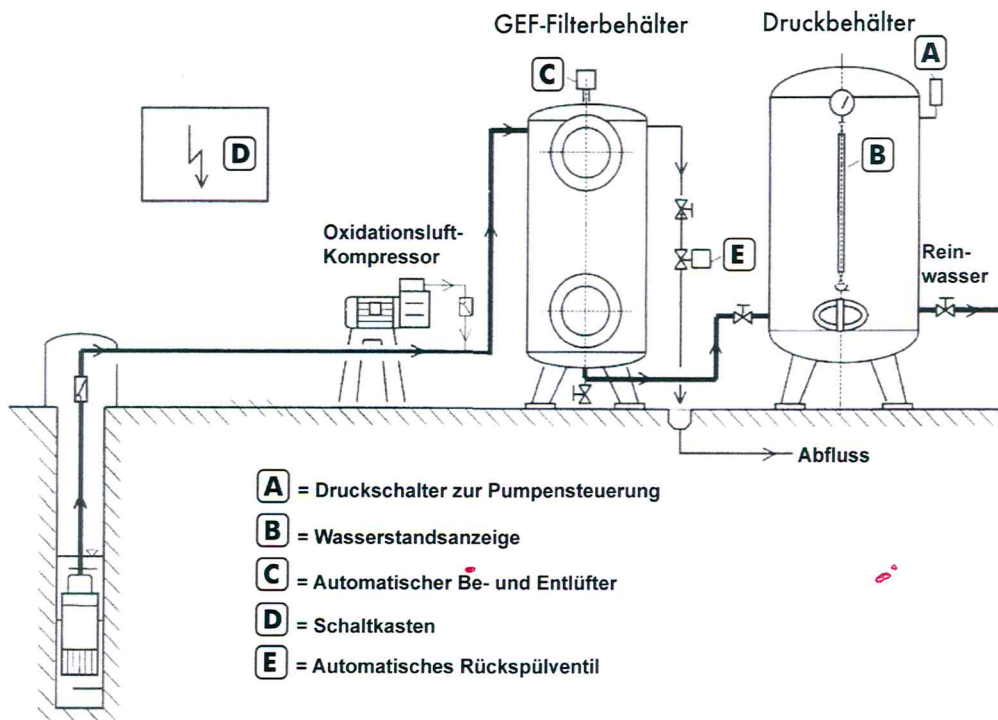 GEF-Filterbehälter
Druckbehälter
A
C
D
B
Oxidationsluft-
Kompressor
E
Rein-
wasser
Abfluss
A = Druckschalter zur Pumpensteuerung
B = Wasserstandsanzeige
C = Automatischer Be- und Entlüfter
D = Schaltkasten
E = Automatisches Rückspülventil